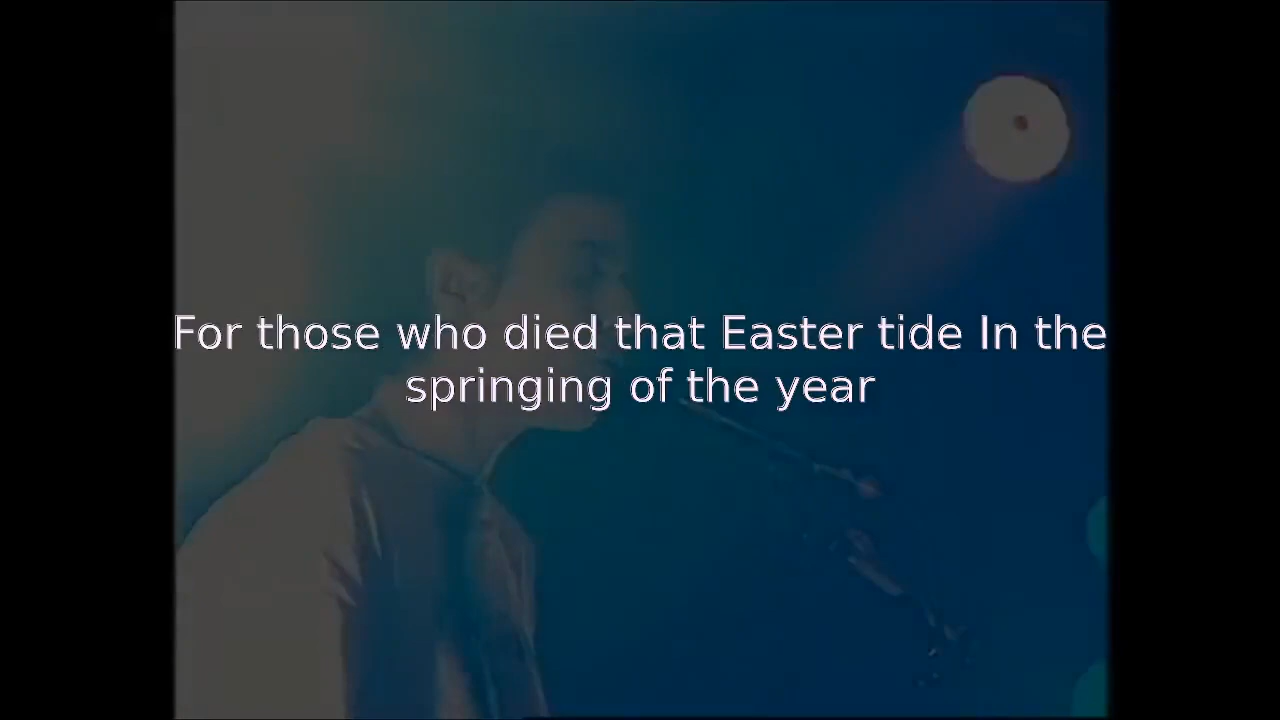 For those who died that Easter tide In the
springing of the year